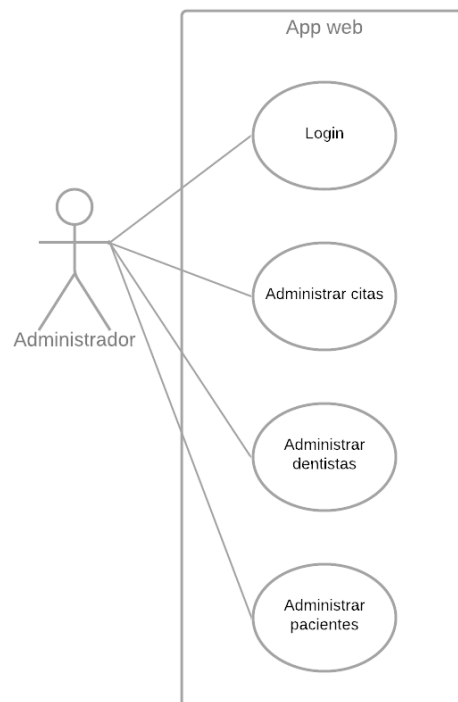 App web
Login
Administrar citas
Administrador
Administrar
dentistas
Administrar
pacientes